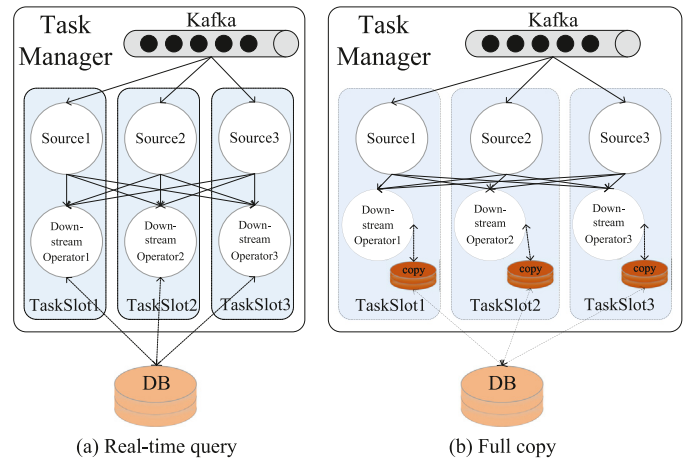 Task
Manager
Kafka
Source1
Source2
Source3
Down-
stream
Operator1
Down-
stream
Operator2
Down-
stream
Operator3
TaskSlot1
TaskSlot2
TaskSlot3
DB
(a) Real-time query
Task
Manager
Kafka
Source1
Source2
Source3
Down-
stream
Operator1
Down-
stream
Operator2
Down-
stream
Operator3
copy
copy
copy
TaskSlot1
TaskSlot2
TaskSlot3
DB
(b) Full copy